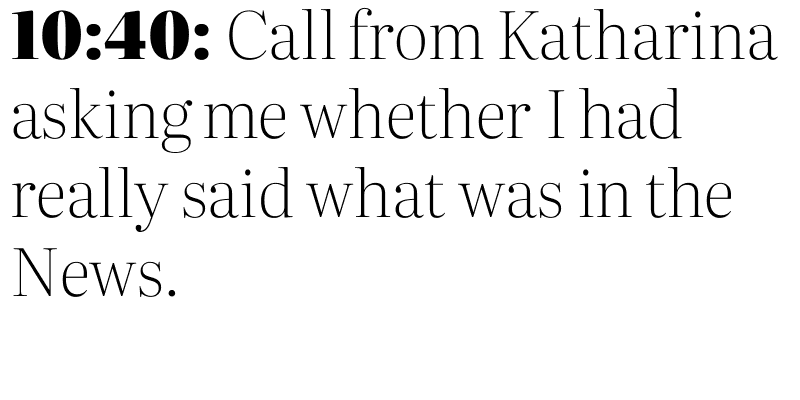 10:40: Call from Katharina
asking me whether I had
really said what was in the
News.